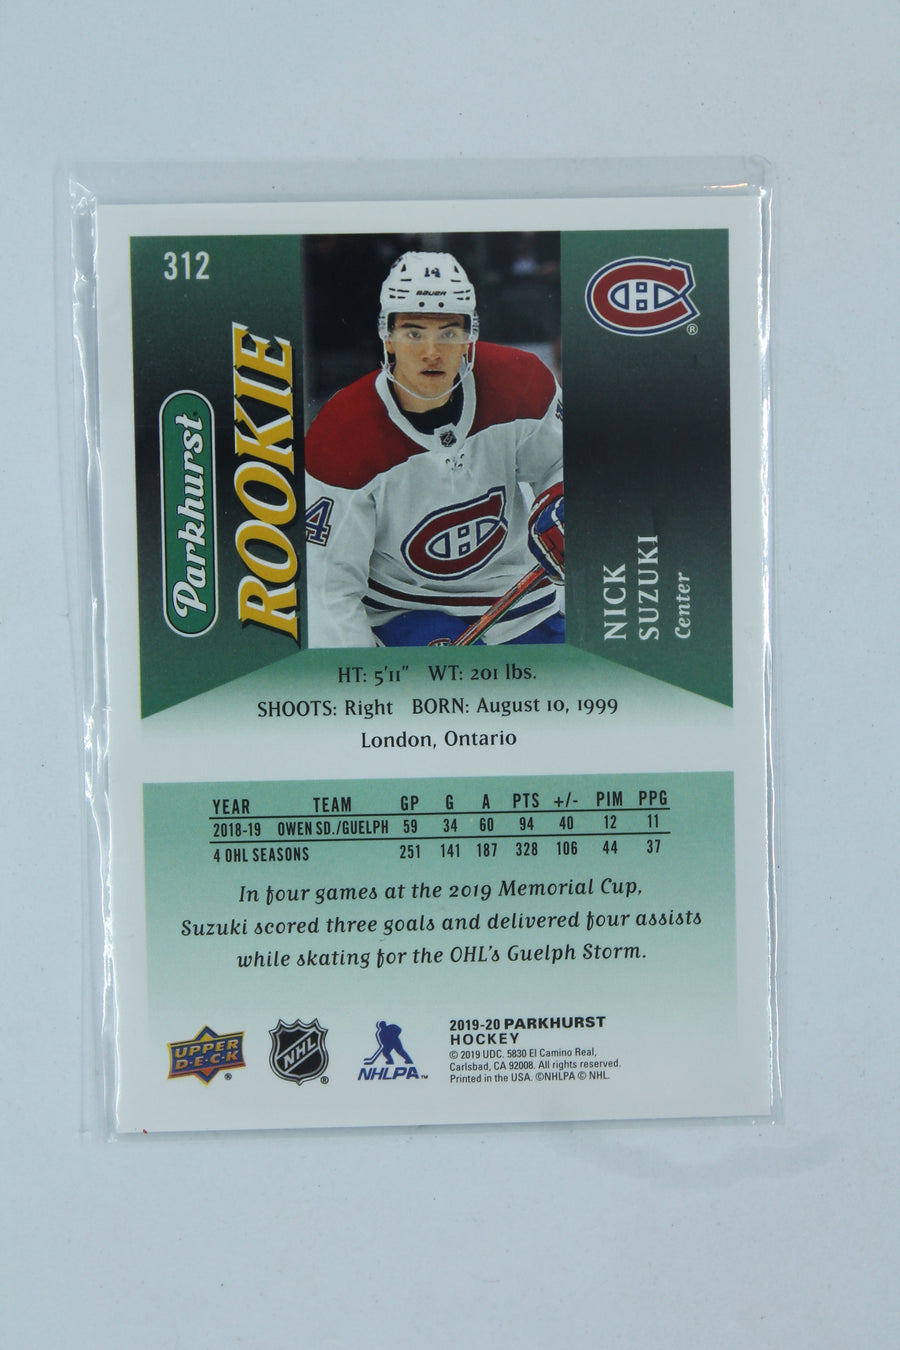 312
Parkhurst
ROOKIE
14
BAUER
4
®
NICK
SUZUKI
Center
HT: 5'11" WT: 201 lbs.
SHOOTS: Right BORN: August 10, 1999
London, Ontario
YEAR TEAM GP G A PTS +/- PIM PPG
2018-19 OWEN SD./GUELPH 59 34 60 94 40 12 11
4 OHL SEASONS 251 141 187 328 106 44 37
In four games at the 2019 Memorial Cup,
Suzuki scored three goals and delivered four assists
while skating for the OHL's Guelph Storm.
UPPER
D·E·C·K ®
NHL ®
NHLPA™
2019-20 PARKHURST
HOCKEY
© 2019 UDC. 5830 El Camino Real,
Carlsbad, CA 92008. All rights reserved.
Printed in the USA. ©NHLPA © NHL.